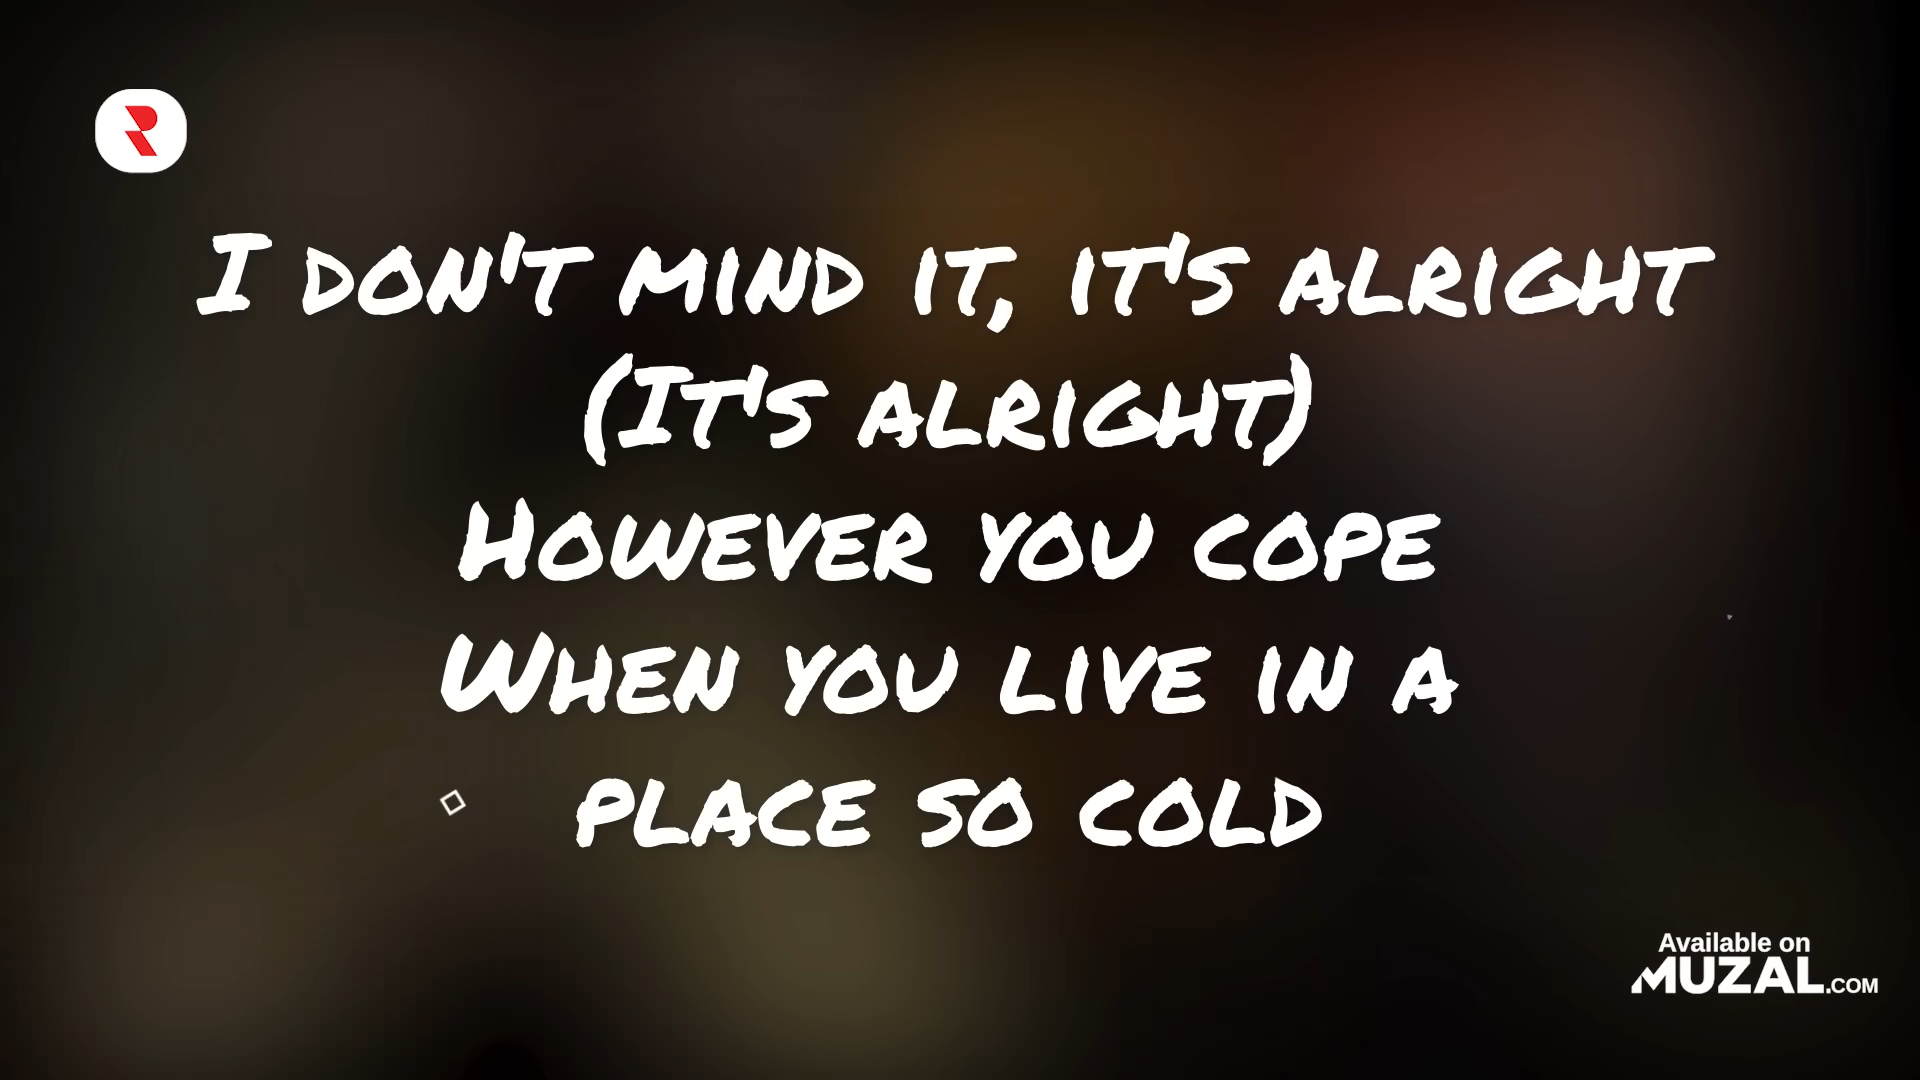 R
I don't mind it, it's alright
(It's alright)
However you cope
When you live in a
place so cold
Available on
MUZAL.COM